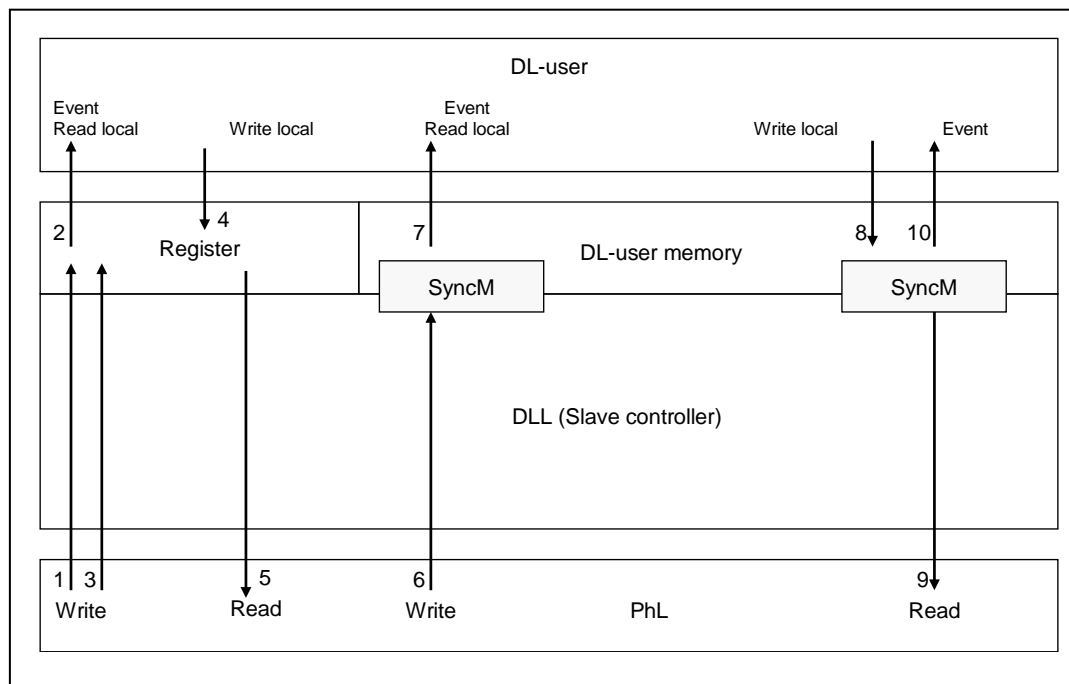 DL-user
Event
Read local
Write local
Event
Read local
Write local
Event
2
4
Register
7
DL-user memory
8
10
SyncM
SyncM
DLL (Slave controller)
1
3
5
6
9
Write
Read
Write
PhL
Read